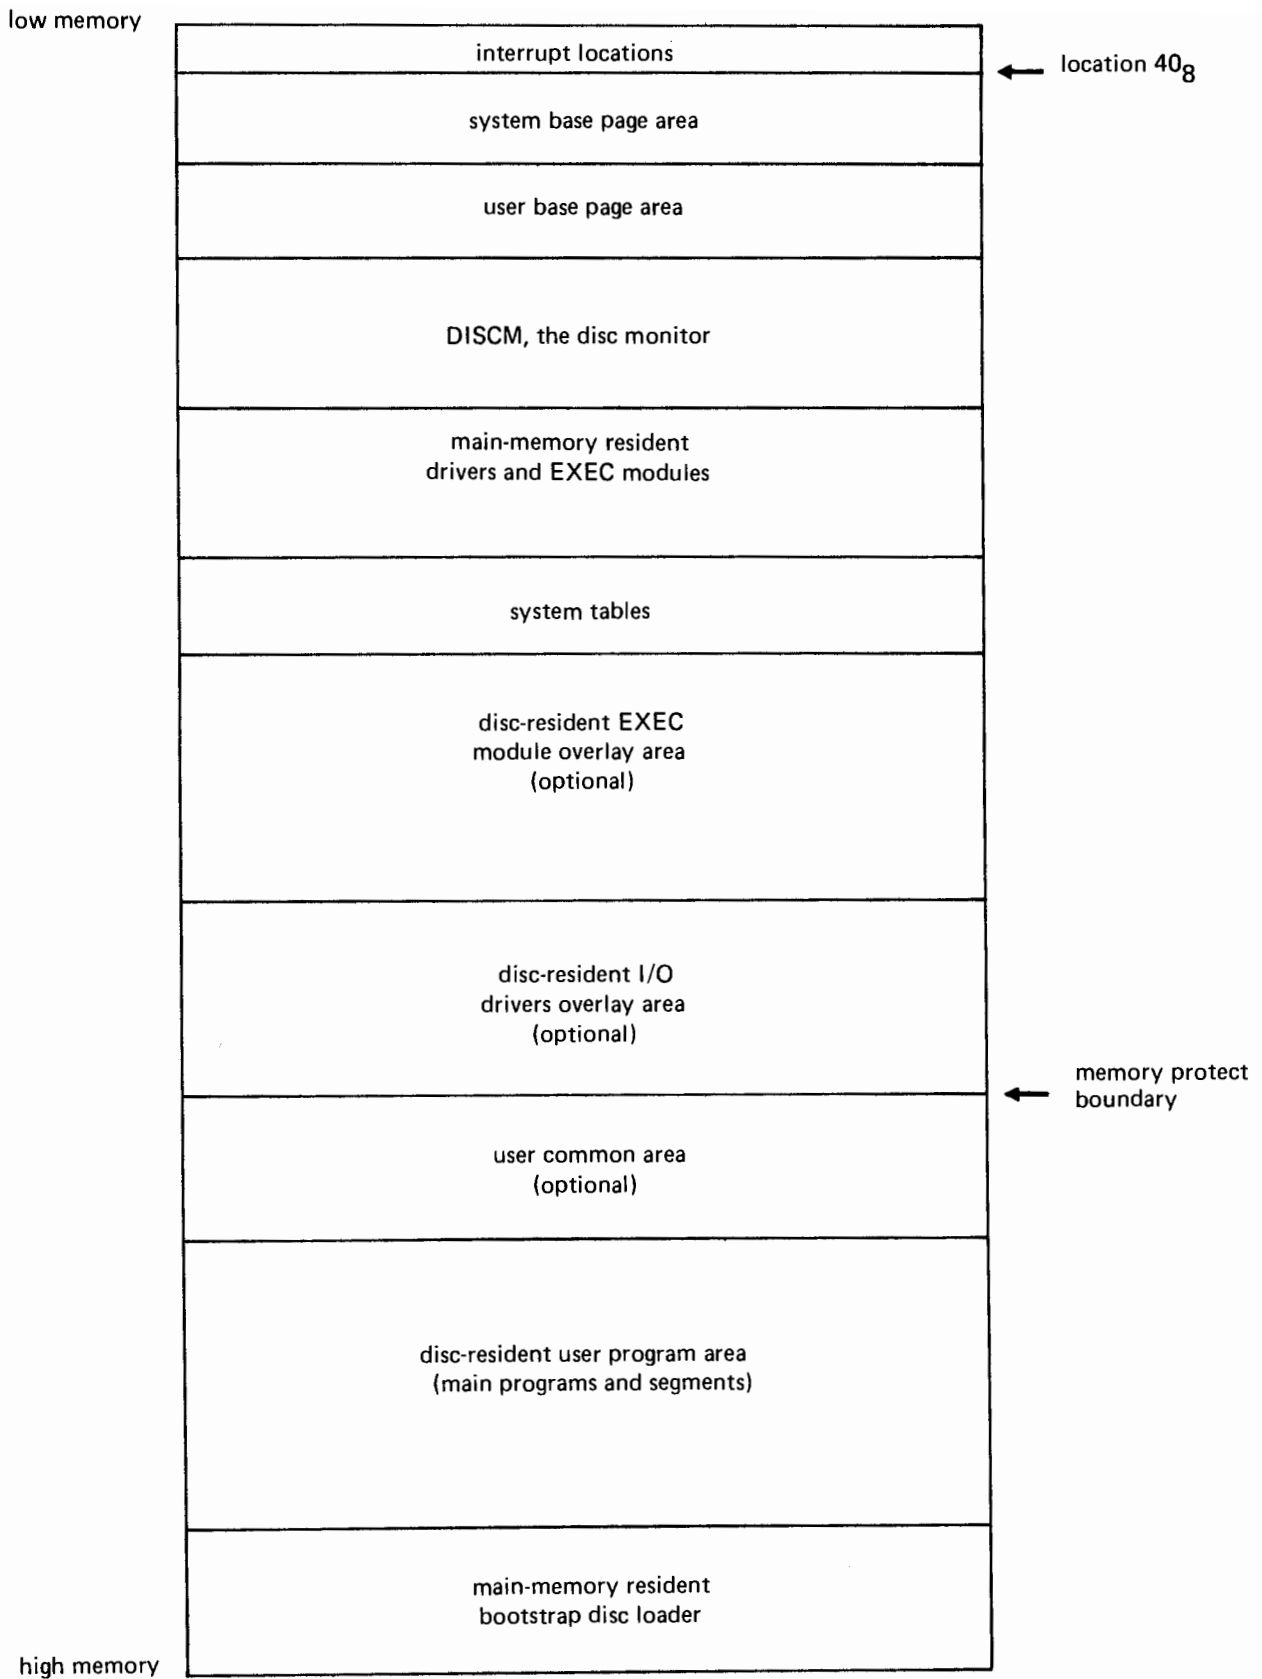 low memory
interrupt locations
location 40₈
system base page area
user base page area
DISCM, the disc monitor
main-memory resident
drivers and EXEC modules
system tables
disc-resident EXEC
module overlay area
(optional)
disc-resident I/O
drivers overlay area
(optional)
memory protect
boundary
user common area
(optional)
disc-resident user program area
(main programs and segments)
main-memory resident
bootstrap disc loader
high memory